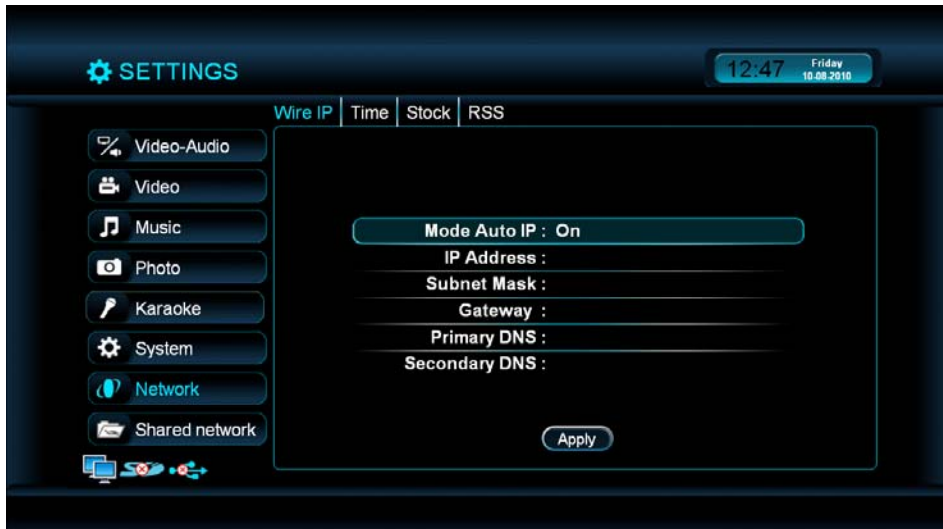 SETTINGS
12:47 Friday
10-08-2010
Wire IP Time Stock RSS
Video-Audio
Video
Music
Photo
Karaoke
System
Network
Shared network
Mode Auto IP : On
IP Address :
Subnet Mask :
Gateway :
Primary DNS :
Secondary DNS :
Apply